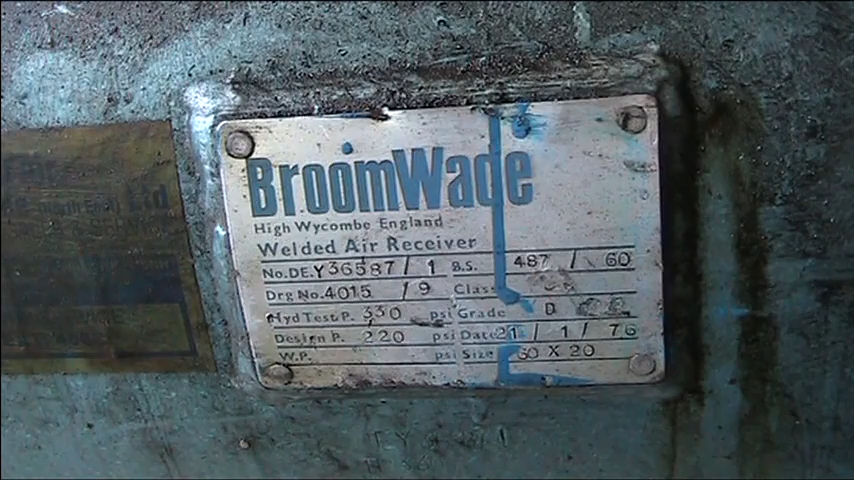 BroomWade
High Wycombe England
Welded Air Receiver
No.DE.Y36587/1 B.S. 487/60
Drg No.4015/9 Class
Hyd Test P. 330 psi Grade D
Design P. 220 psi Date 21/1/76
W.P. psi Size 60 X 20
Ltd